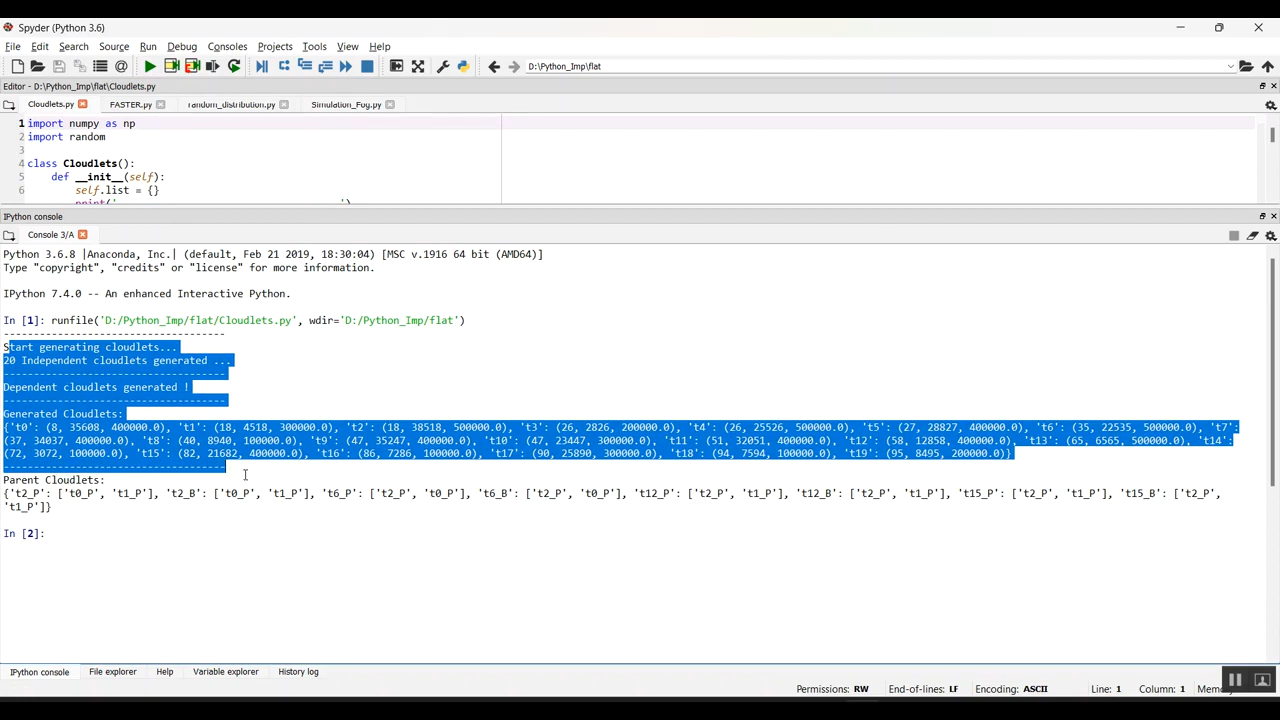 Spyder (Python 3.6)
File Edit Search Source Run Debug Consoles Projects Tools View Help
D:\Python_Imp\flat
Editor - D:\Python_Imp\flat\Cloudlets.py
Cloudlets.py FASTER.py random_distribution.py Simulation_Fog.py
1 import numpy as np
2 import random
3
4 class Cloudlets():
5 def __init__(self):
6 self.list = {}
print('-----------------------------------')
IPython console
Console 3/A
Python 3.6.8 |Anaconda, Inc.| (default, Feb 21 2019, 18:30:04) [MSC v.1916 64 bit (AMD64)]
Type "copyright", "credits" or "license" for more information.
IPython 7.4.0 -- An enhanced Interactive Python.
In [1]: runfile('D:/Python_Imp/flat/Cloudlets.py', wdir='D:/Python_Imp/flat')
-----------------------------------
Start generating cloudlets...
20 Independent cloudlets generated ...
-----------------------------------
Dependent cloudlets generated !
-----------------------------------
Generated Cloudlets:
{'t0': (8, 35608, 400000.0), 't1': (18, 4518, 300000.0), 't2': (18, 38518, 500000.0), 't3': (26, 2826, 200000.0), 't4': (26, 25526, 500000.0), 't5': (27, 28827, 400000.0), 't6': (35, 22535, 500000.0), 't7':
(37, 34037, 400000.0), 't8': (40, 8940, 100000.0), 't9': (47, 35247, 400000.0), 't10': (47, 23447, 300000.0), 't11': (51, 32051, 400000.0), 't12': (58, 12858, 400000.0), 't13': (65, 6565, 500000.0), 't14':
(72, 3072, 100000.0), 't15': (82, 21682, 400000.0), 't16': (86, 7286, 100000.0), 't17': (90, 25890, 300000.0), 't18': (94, 7594, 100000.0), 't19': (95, 8495, 200000.0)}
-----------------------------------
Parent Cloudlets:
{'t2_P': ['t0_P', 't1_P'], 't2_B': ['t0_P', 't1_P'], 't6_P': ['t2_P', 't0_P'], 't6_B': ['t2_P', 't0_P'], 't12_P': ['t2_P', 't1_P'], 't12_B': ['t2_P', 't1_P'], 't15_P': ['t2_P', 't1_P'], 't15_B': ['t2_P',
't1_P']}
In [2]:
IPython console File explorer Help Variable explorer History log
Permissions: RW End-of-lines: LF Encoding: ASCII Line: 1 Column: 1